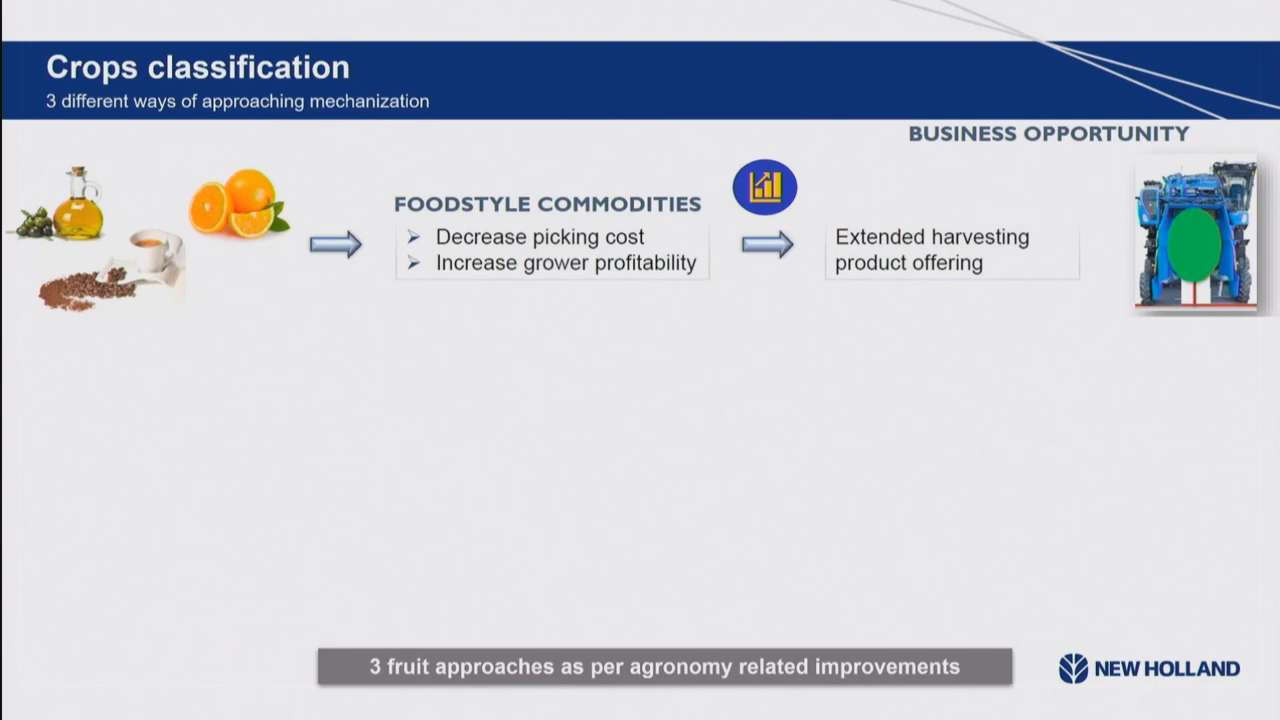 Crops classification
3 different ways of approaching mechanization
BUSINESS OPPORTUNITY
FOODSTYLE COMMODITIES
Decrease picking cost
Increase grower profitability
Extended harvesting
product offering
3 fruit approaches as per agronomy related improvements
NEW HOLLAND